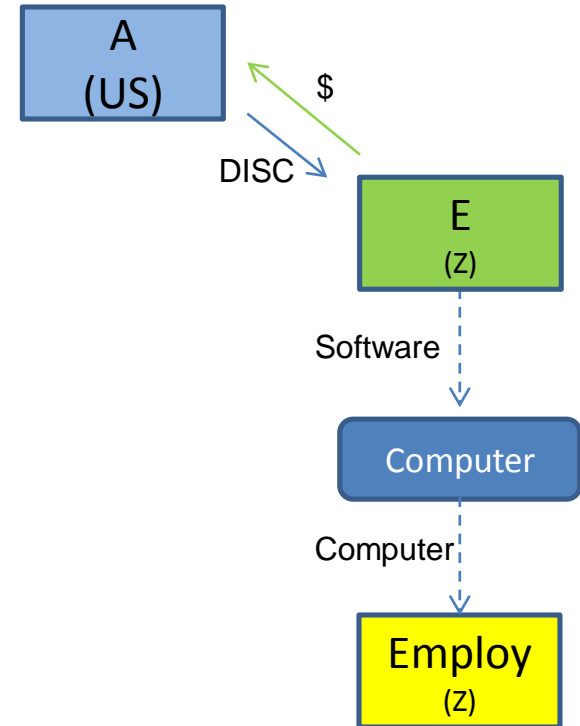 A
(US)
$
DISC
E
(Z)
Software
Computer
Computer
Employ
(Z)